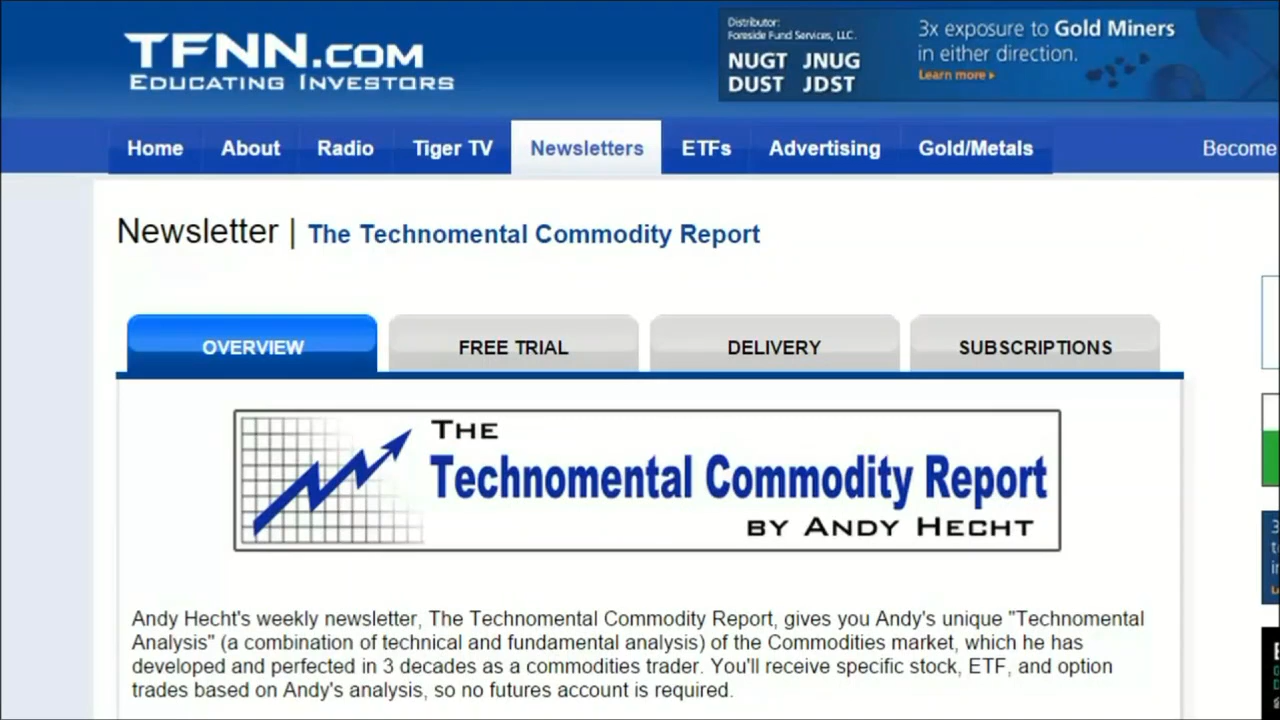 TFNN.COM
EDUCATING INVESTORS
Distributor:
Foreside Fund Services, LLC.
NUGT JNUG
DUST JDST
3x exposure to Gold Miners
in either direction.
Learn more
Home About Radio Tiger TV Newsletters ETFs Advertising Gold/Metals Become
Newsletter | The Technomental Commodity Report
OVERVIEW FREE TRIAL DELIVERY SUBSCRIPTIONS
THE
Technomental Commodity Report
BY ANDY HECHT
Andy Hecht's weekly newsletter, The Technomental Commodity Report, gives you Andy's unique "Technomental
Analysis" (a combination of technical and fundamental analysis) of the Commodities market, which he has
developed and perfected in 3 decades as a commodities trader. You'll receive specific stock, ETF, and option
trades based on Andy's analysis, so no futures account is required.